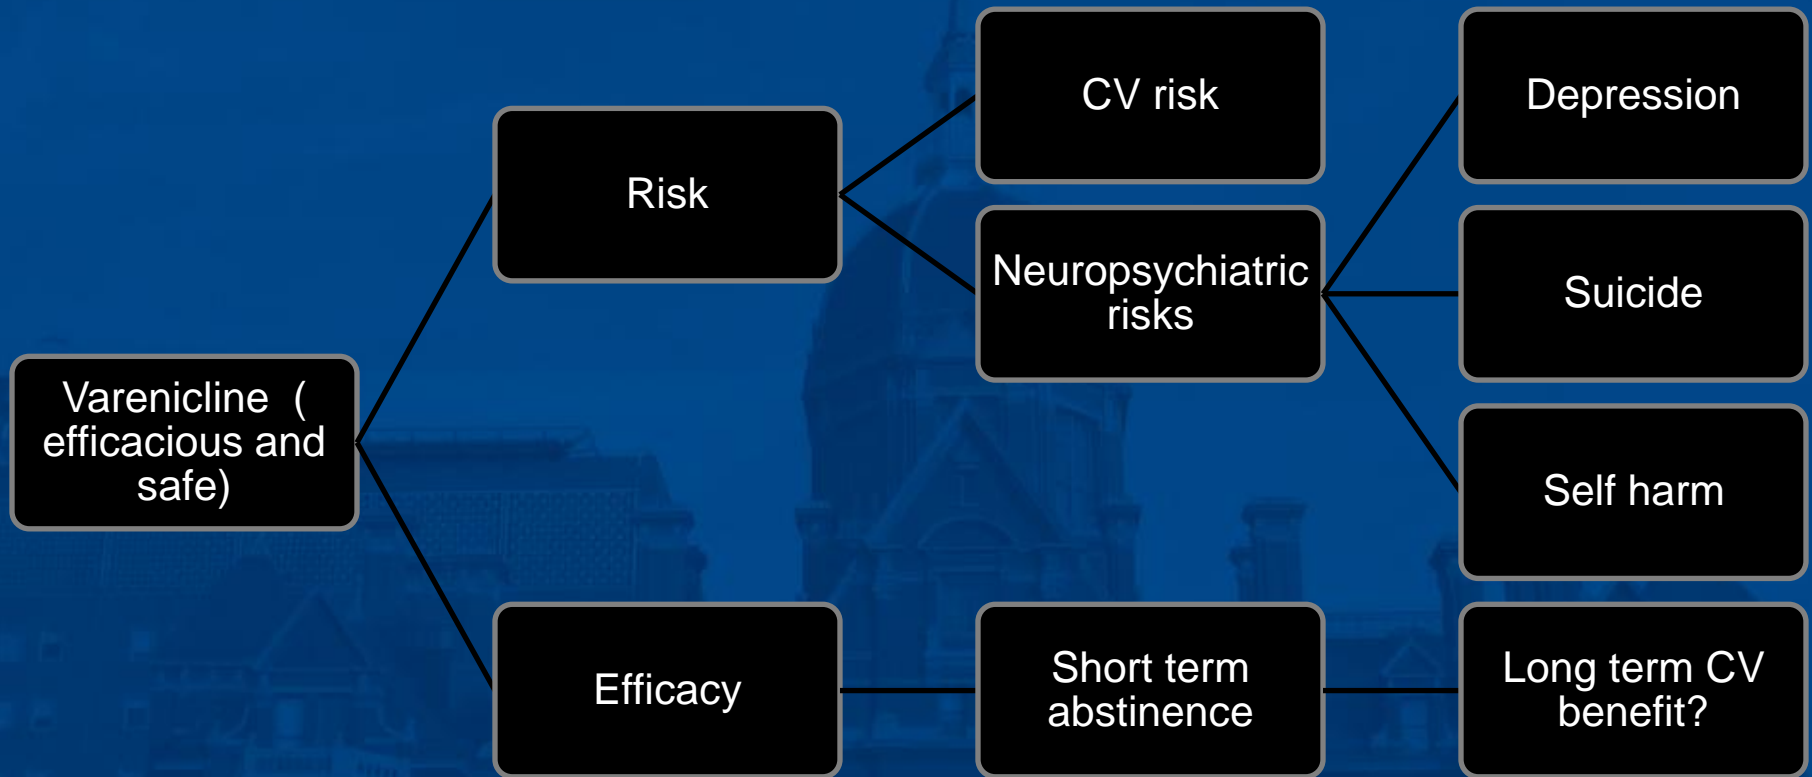 Varenicline (
efficacious and
safe)
Risk
CV risk
Neuropsychiatric
risks
Depression
Suicide
Self harm
Efficacy
Short term
abstinence
Long term CV
benefit?